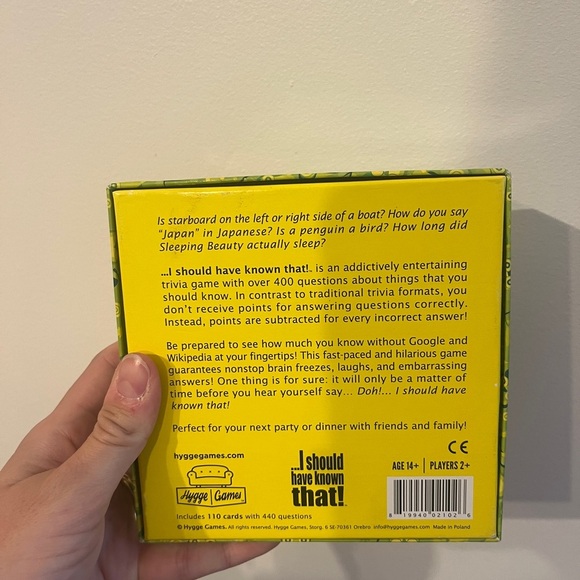 Is starboard on the left or right side of a boat? How do you say
"Japan" in Japanese? Is a penguin a bird? How long did
Sleeping Beauty actually sleep?
...I should have known that!™ is an addictively entertaining
trivia game with over 400 questions about things that you
should know. In contrast to traditional trivia formats, you
don't receive points for answering questions correctly.
Instead, points are subtracted for every incorrect answer!
Be prepared to see how much you know without Google and
Wikipedia at your fingertips! This fast-paced and hilarious game
guarantees nonstop brain freezes, laughs, and embarrassing
answers! One thing is for sure: it will only be a matter of
time before you hear yourself say... Doh!... I should have
known that!
Perfect for your next party or dinner with friends and family!
hyggegames.com
CE
Hygge Games
...I should
have known
that!™
AGE 14+ | PLAYERS 2+
8 19940 02102 6
Includes 110 cards with 440 questions
© Hygge Games. All rights reserved. Hygge Games, Storg. 6 SE-70361 Orebro info@hyggegames.com Made in Poland